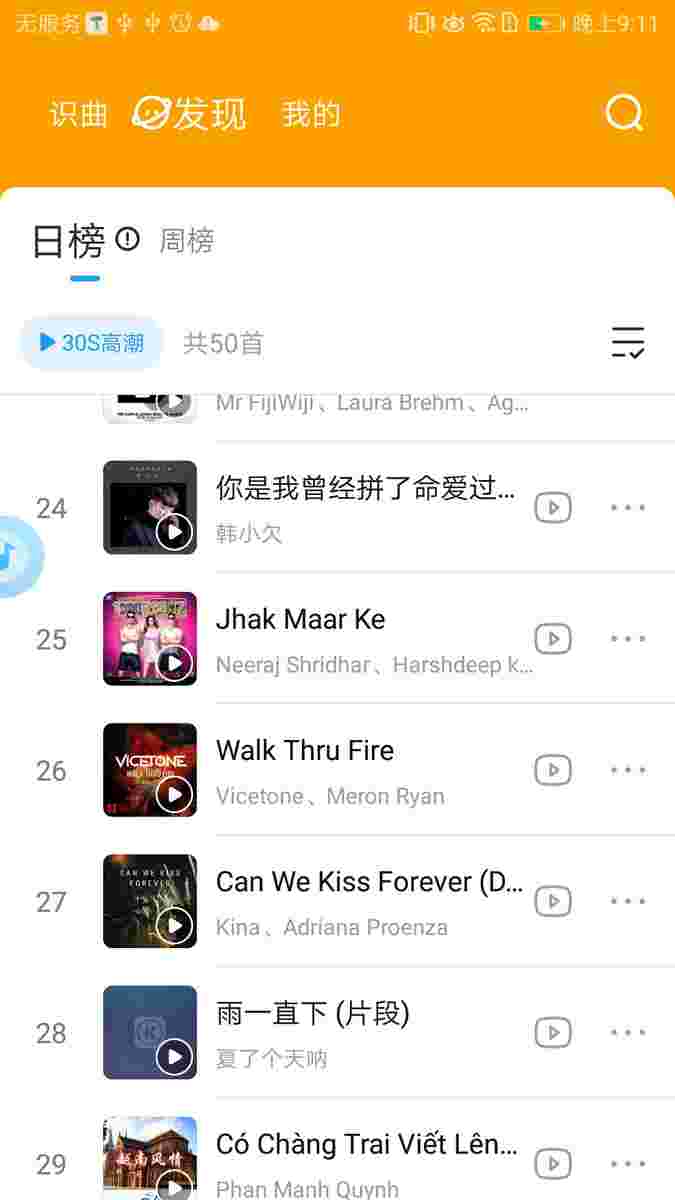 无服务 晚上9:11
识曲 发现 我的
日榜 周榜
30S高潮 共50首
Mr FijiWiji、Laura Brehm、Ag...
24 你是我曾经拼了命爱过...
韩小欠
25 Jhak Maar Ke
Neeraj Shridhar、Harshdeep k...
VICETONE
WALK THRU FIRE
26 Walk Thru Fire
Vicetone、Meron Ryan
CAN WE KISS
FOREVER
27 Can We Kiss Forever (D...
Kina、Adriana Proenza
28 雨一直下 (片段)
夏了个天呐
越南风情
29 Có Chàng Trai Viết Lên...
Phan Manh Quynh